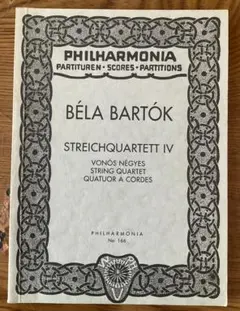 PHILHARMONIA
PARTITUREN • SCORES • PARTITIONS
BÉLA BARTÓK
STREICHQUARTETT IV
VONÓS NÉGYES
STRING QUARTET
QUATUOR A CORDES
PHILHARMONIA
No 166